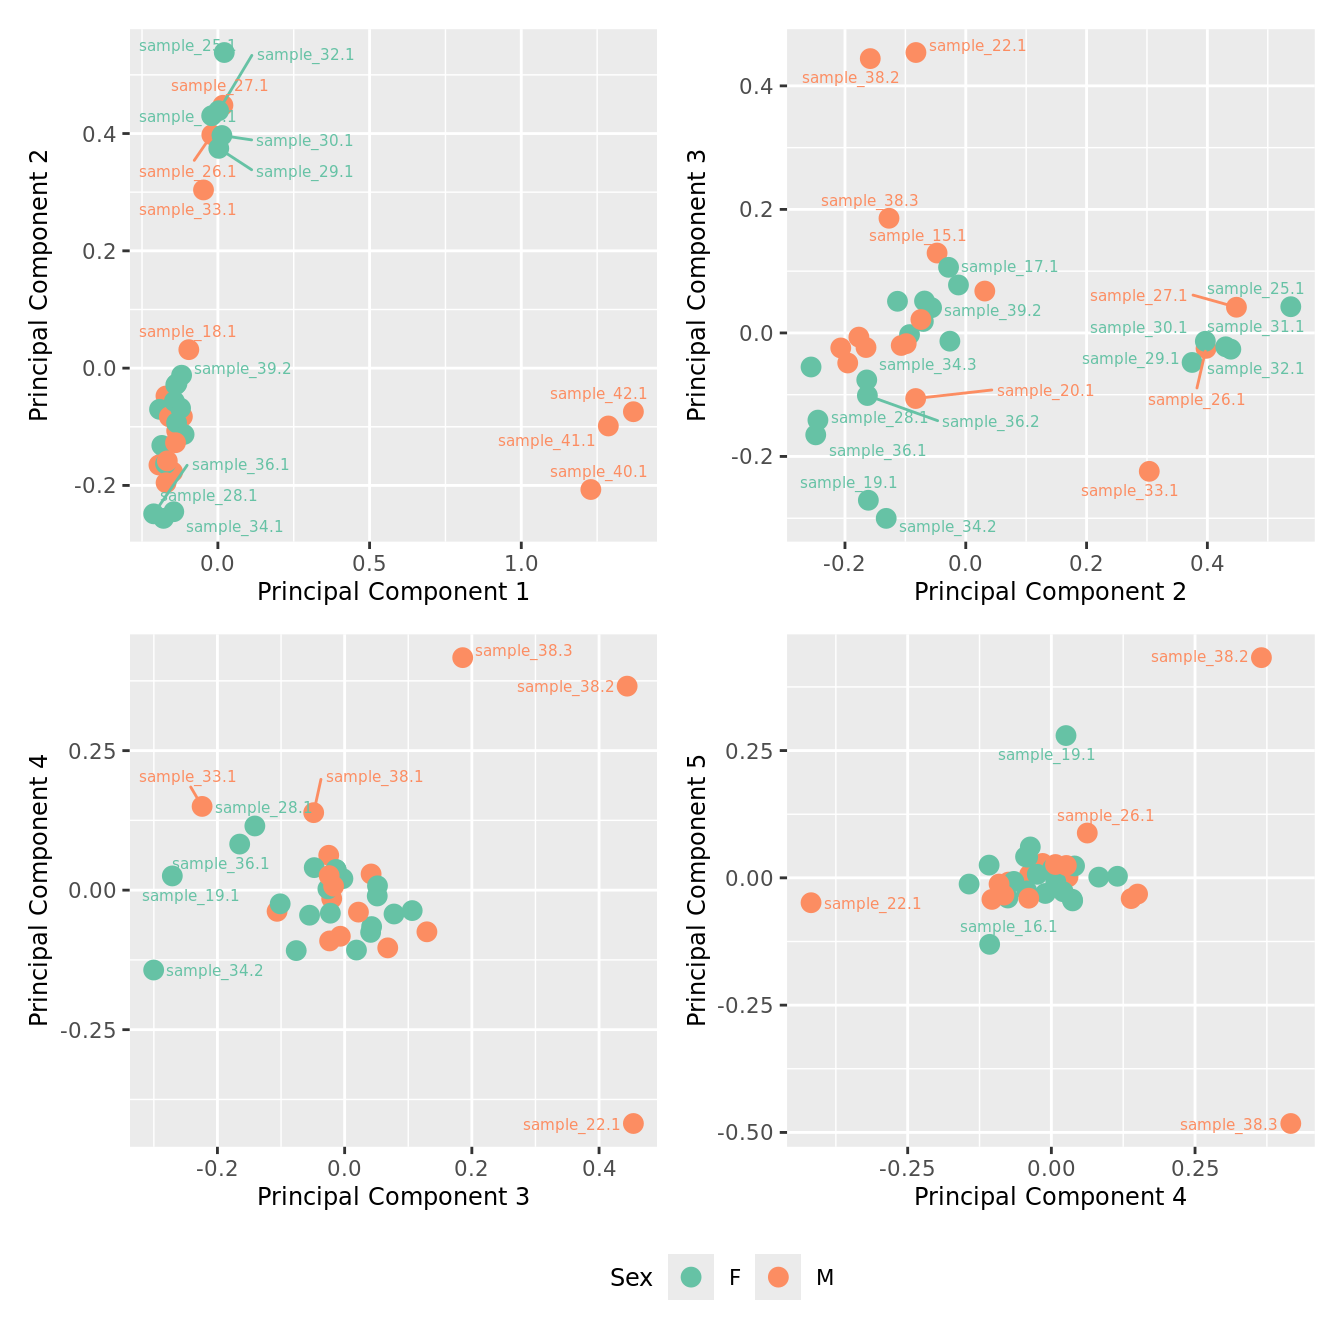 sample_25.1
sample_32.1
sample_27.1
sample_30.1
sample_26.1
sample_29.1
sample_33.1
sample_18.1
sample_39.2
sample_42.1
sample_41.1
sample_40.1
sample_36.1
sample_28.1
sample_34.1
0.4
0.2
0.0
-0.2
0.0
0.5
1.0
Principal Component 1
Principal Component 2
sample_22.1
sample_38.2
sample_38.3
sample_15.1
sample_17.1
sample_27.1
sample_25.1
sample_39.2
sample_30.1
sample_31.1
sample_34.3
sample_29.1
sample_32.1
sample_20.1
sample_26.1
sample_28.1
sample_36.2
sample_36.1
sample_19.1
sample_33.1
sample_34.2
0.4
0.2
0.0
-0.2
-0.2
0.0
0.2
0.4
Principal Component 2
Principal Component 3
sample_38.3
sample_38.2
sample_33.1
sample_38.1
sample_28.1
sample_36.1
sample_19.1
sample_34.2
sample_22.1
0.25
0.00
-0.25
-0.2
0.0
0.2
0.4
Principal Component 3
Principal Component 4
sample_38.2
sample_19.1
sample_26.1
sample_22.1
sample_16.1
sample_38.3
0.25
0.00
-0.25
-0.50
-0.25
0.00
0.25
Principal Component 4
Principal Component 5
Sex F M